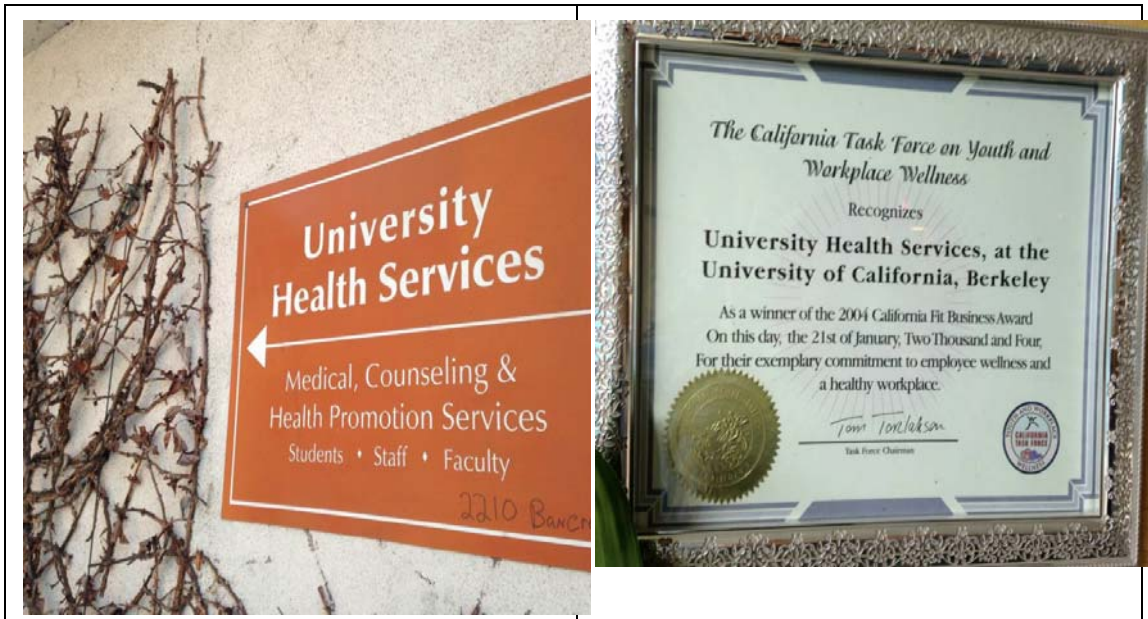 University
Health Services
Medical, Counseling &
Health Promotion Services
Students • Staff • Faculty
2210
The California Task Force on Youth and
Workplace Wellness
Recognizes
University Health Services, at the
University of California, Berkeley
As a winner of the 2004 California Fit Business Award
On this day, the 21st of January, Two Thousand and Four,
For their exemplary commitment to employee wellness and
a healthy workplace.
Tom Torlakson
Task Force Chairman
CALIFORNIA
TASK FORCE
WELLNESS